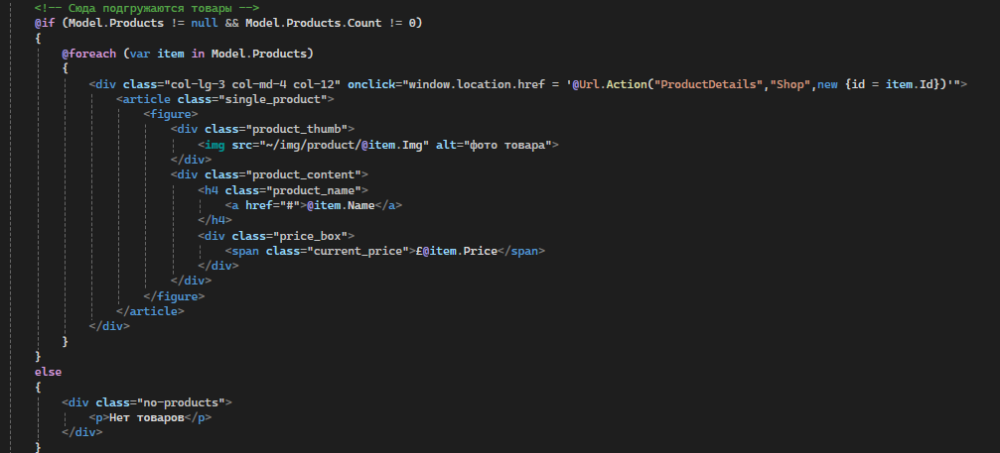 <!-- Сюда подгружаются товары -->
@if (Model.Products != null && Model.Products.Count != 0)
{
@foreach (var item in Model.Products)
{
<div class="col-lg-3 col-md-4 col-12" onclick="window.location.href = '@Url.Action("ProductDetails","Shop",new {id = item.Id})'">
<article class="single_product">
<figure>
<div class="product_thumb">
<img src="~/img/product/@item.Img" alt="фото товара">
</div>
<div class="product_content">
<h4 class="product_name">
<a href="#">@item.Name</a>
</h4>
<div class="price_box">
<span class="current_price">£@item.Price</span>
</div>
</div>
</figure>
</article>
</div>
}
}
else
{
<div class="no-products">
<p>Нет товаров</p>
</div>
}